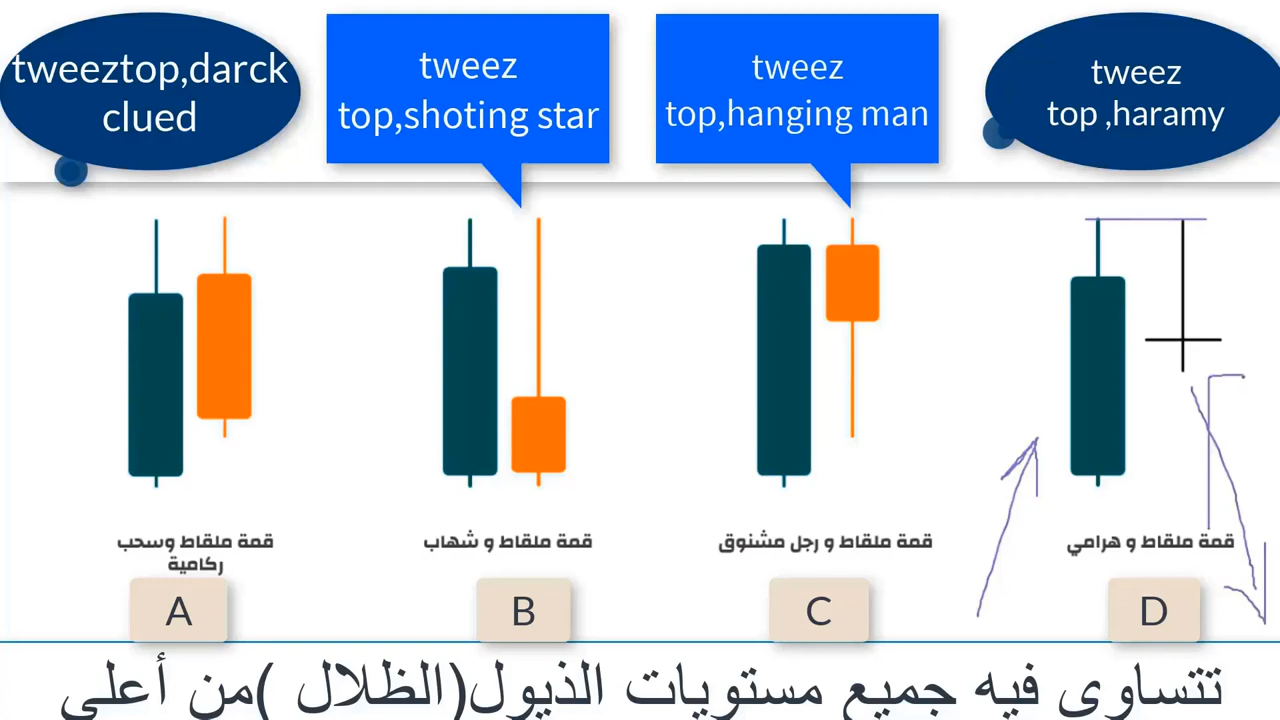 tweeztop,darck
clued
tweez
top,shoting star
tweez
top,hanging man
tweez
top ,haramy
قمة ملقاط وسحب
ركامية
قمة ملقاط و شهاب
قمة ملقاط و رجل مشنوق
قمة ملقاط و هرامي
A
B
C
D
تتساوى فيه جميع مستويات الذيول(الظلال )من أعلى